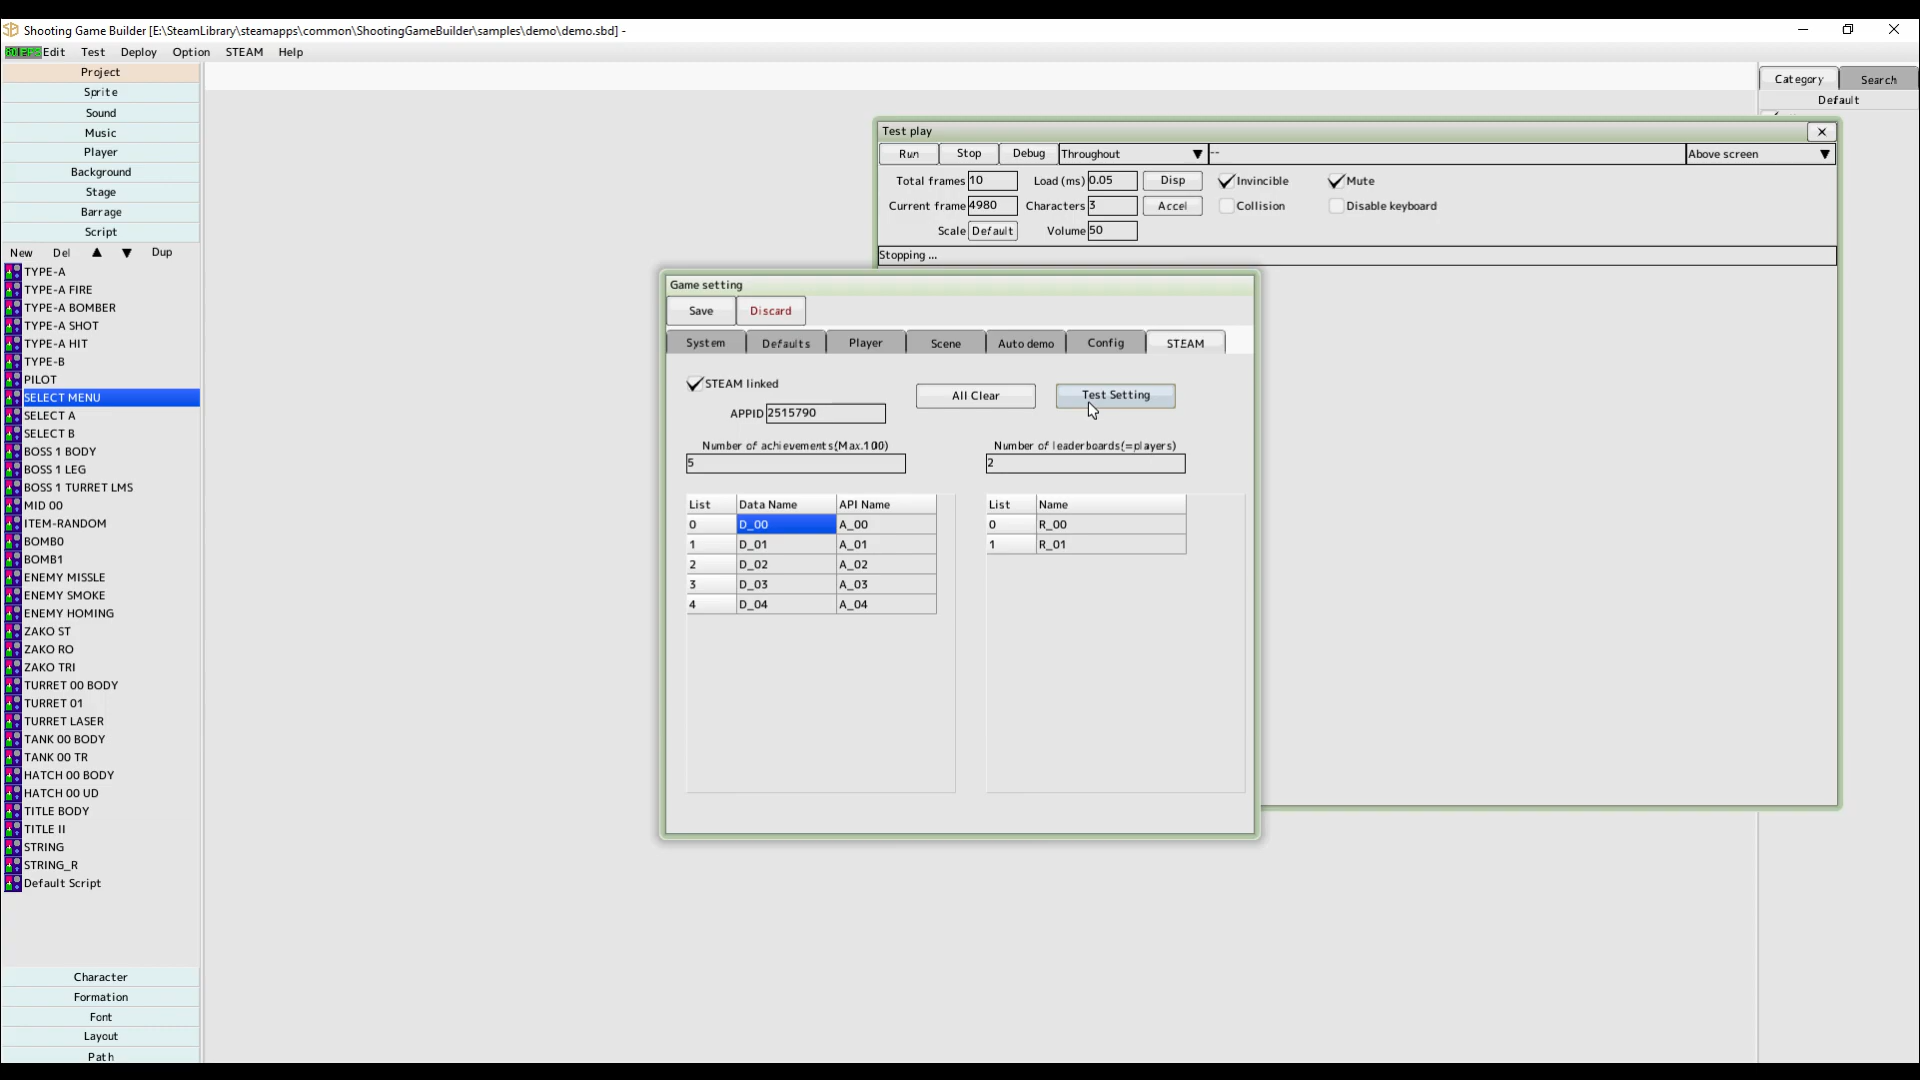 Shooting Game Builder [E:\SteamLibrary\steamapps\common\ShootingGameBuilder\samples\demo\demo.sbd] -
Edit Test Deploy Option STEAM Help
Project
Sprite
Sound
Music
Player
Background
Stage
Barrage
Script
New Del ▲ ▼ Dup
TYPE-A
TYPE-A FIRE
TYPE-A BOMBER
TYPE-A SHOT
TYPE-A HIT
TYPE-B
PILOT
SELECT MENU
SELECT A
SELECT B
BOSS 1 BODY
BOSS 1 LEG
BOSS 1 TURRET LMS
MID 00
ITEM-RANDOM
BOMB0
BOMB1
ENEMY MISSLE
ENEMY SMOKE
ENEMY HOMING
ZAKO ST
ZAKO RO
ZAKO TRI
TURRET 00 BODY
TURRET 01
TURRET LASER
TANK 00 BODY
TANK 00 TR
HATCH 00 BODY
HATCH 00 UD
TITLE BODY
TITLE II
STRING
STRING_R
Default Script
Character
Formation
Font
Layout
Path
Category Search
Default
Test play
Run Stop Debug Throughout ▼ -- Above screen ▼
Total frames 10 Load (ms) 0.05 Disp Invincible Mute
Current frame 4980 Characters 3 Accel Collision Disable keyboard
Scale Default Volume 50
Stopping ...
Game setting
Save Discard
System Defaults Player Scene Auto demo Config STEAM
STEAM linked
All Clear Test Setting
APPID 2515790
Number of achievements(Max.100) Number of leaderboards(=players)
5 2
List Data Name API Name List Name
0 D_00 A_00 0 R_00
1 D_01 A_01 1 R_01
2 D_02 A_02
3 D_03 A_03
4 D_04 A_04